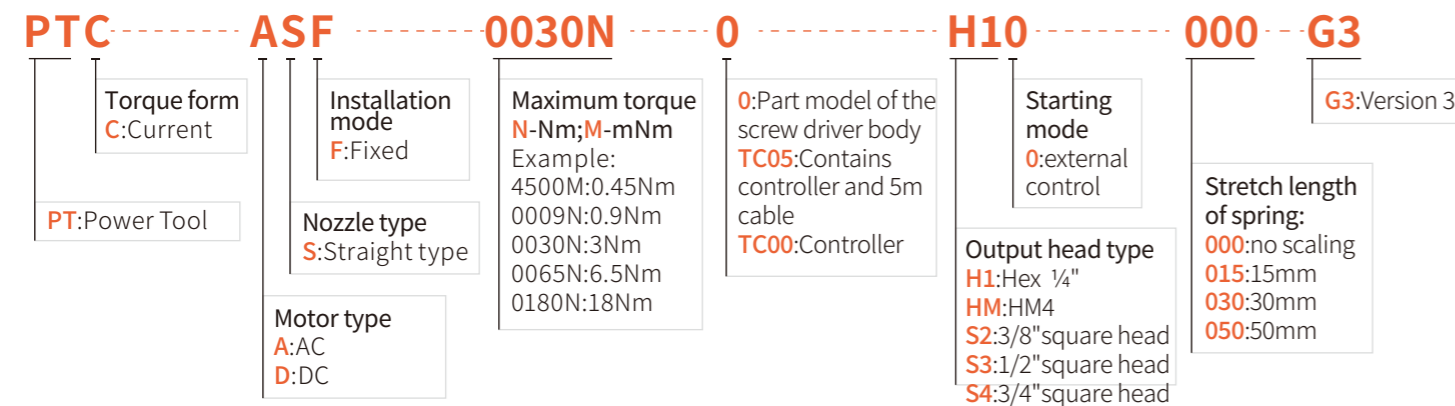 PTC ASF 0030N 0 H10 000 G3
Torque form
C:Current
PT:Power Tool
Installation
mode
F:Fixed
Nozzle type
S:Straight type
Motor type
A:AC
D:DC
Maximum torque
N-Nm;M-mNm
Example:
4500M:0.45Nm
0009N:0.9Nm
0030N:3Nm
0065N:6.5Nm
0180N:18Nm
0:Part model of the
screw driver body
TC05:Contains
controller and 5m
cable
TC00:Controller
Starting
mode
0:external
control
Output head type
H1:Hex ¼"
HM:HM4
S2:3/8"square head
S3:1/2"square head
S4:3/4"square head
Stretch length
of spring:
000:no scaling
015:15mm
030:30mm
050:50mm
G3:Version 3